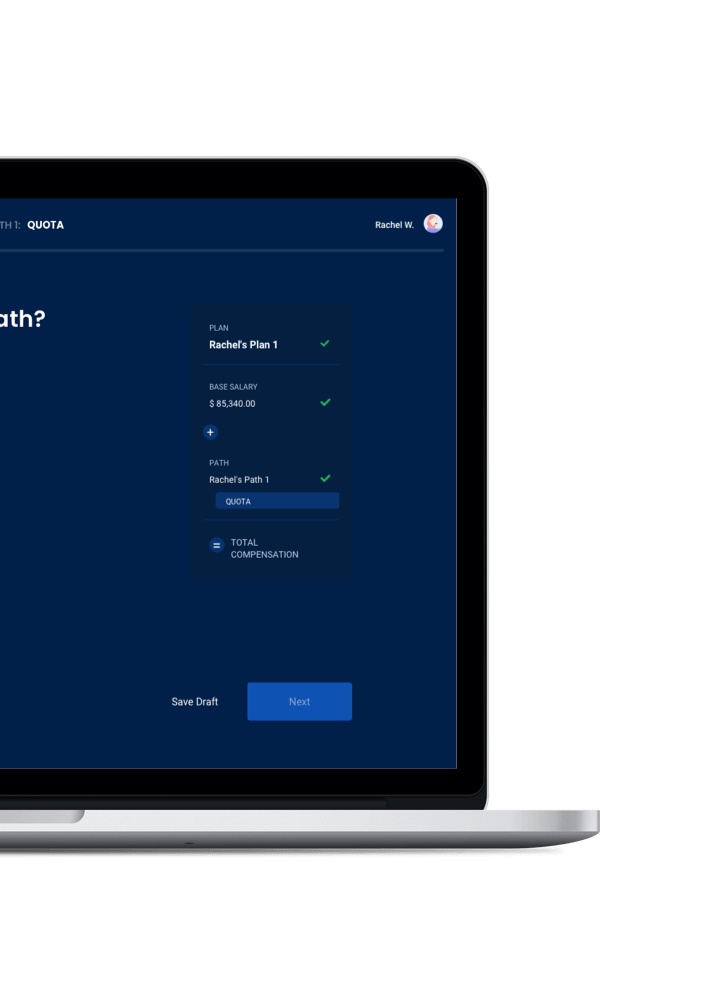 TH 1: QUOTA
Rachel W.
ath?
PLAN
Rachel's Plan 1
BASE SALARY
$ 85,340.00
+
PATH
Rachel's Path 1
QUOTA
=
TOTAL
COMPENSATION
Save Draft
Next